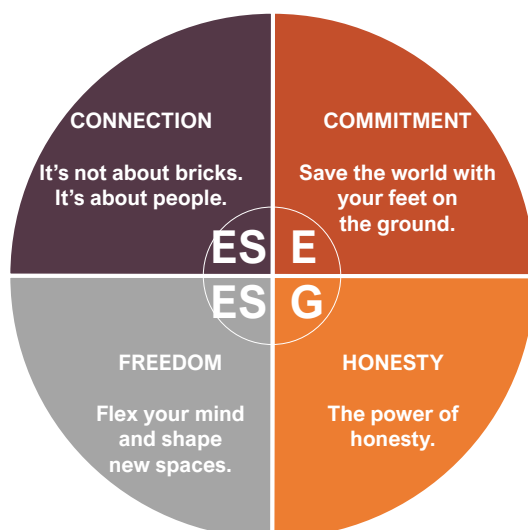 CONNECTION
It's not about bricks.
It's about people.
COMMITMENT
Save the world with
your feet on
the ground.
ES
E
ES
G
FREEDOM
Flex your mind
and shape
new spaces.
HONESTY
The power of
honesty.